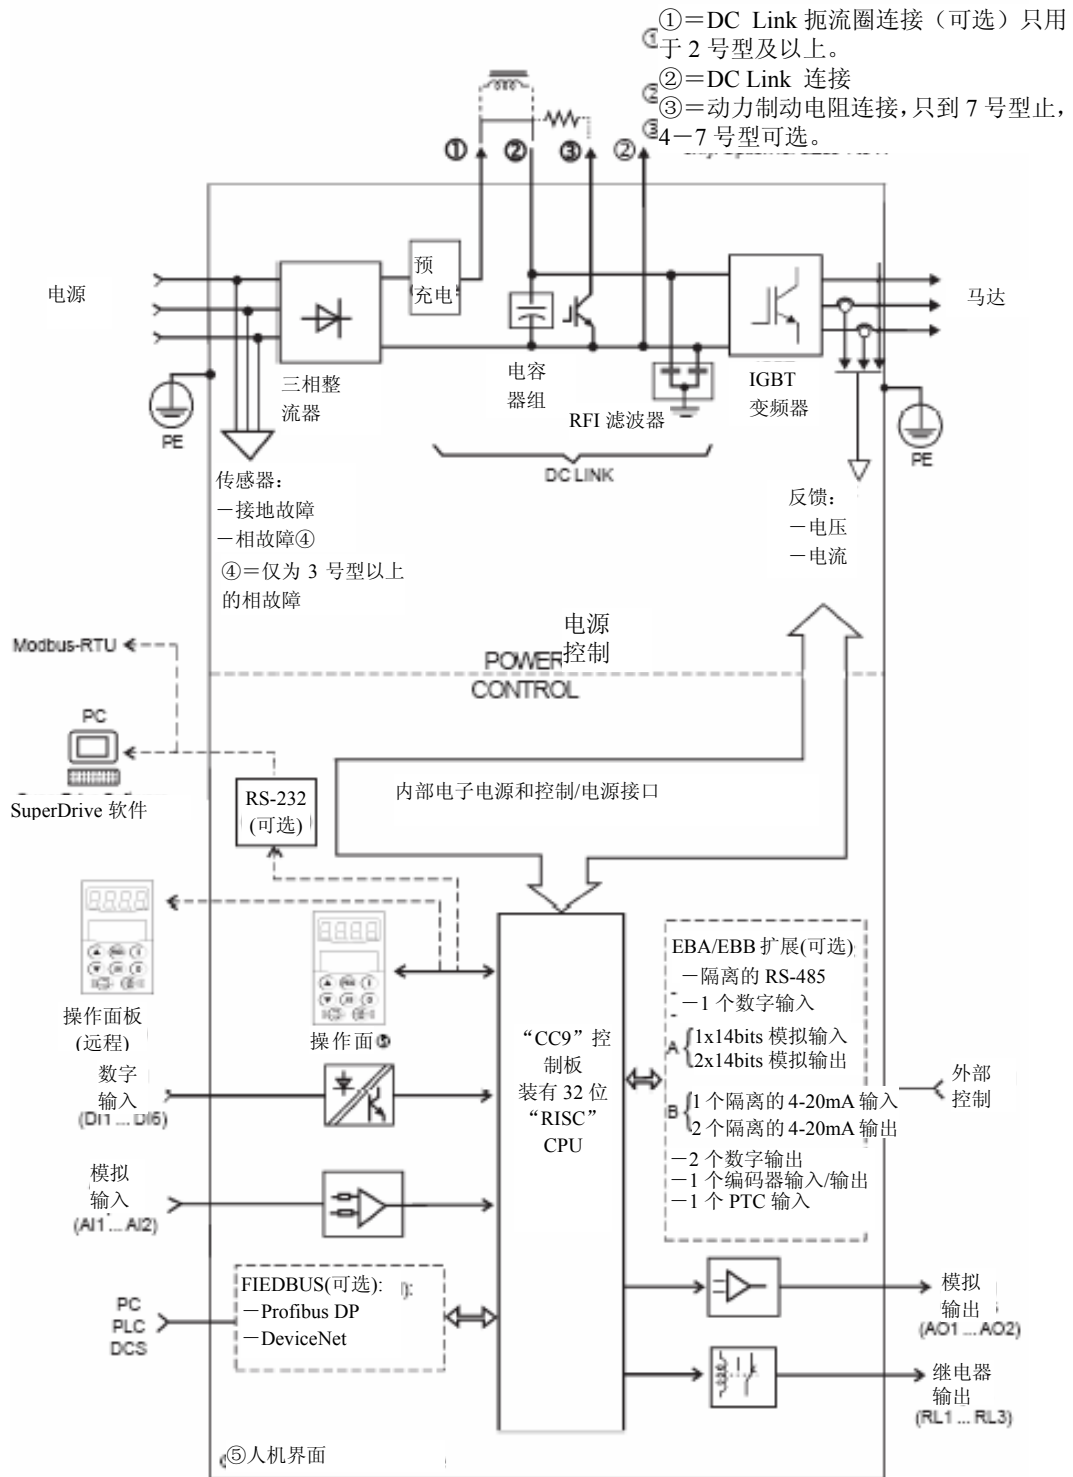 ①＝DC Link 扼流圈连接（可选）只用
于 2 号型及以上。
②＝DC Link 连接
③＝动力制动电阻连接，只到 7 号型止，
4－7 号型可选。
① ② ③ ②
电源
预
充电
马达
三相整
流器
电容
器组
RFI 滤波器
IGBT
变频器
PE
PE
DC LINK
传感器：
－接地故障
－相故障④
④＝仅为 3 号型以上
的相故障
反馈：
－电压
－电流
电源
控制
POWER
CONTROL
Modbus-RTU
PC
SuperDrive 软件
RS-232
(可选)
内部电子电源和控制/电源接口
操作面板
(远程)
操作面⑤
“CC9”控
制板
装有 32 位
“RISC”
CPU
EBA/EBB 扩展(可选)
－隔离的 RS-485
－1 个数字输入
A
1x14bits 模拟输入
2x14bits 模拟输出
B
1 个隔离的 4-20mA 输入
2 个隔离的 4-20mA 输出
－2 个数字输出
－1 个编码器输入/输出
－1 个 PTC 输入
外部
控制
数字
输入
(DI1 ... DI6)
模拟
输入
(AI1 ... AI2)
FIEDBUS(可选):
－Profibus DP
－DeviceNet
PC
PLC
DCS
模拟
输出
(AO1 ... AO2)
继电器
输出
(RL1 ... RL3)
⑤人机界面